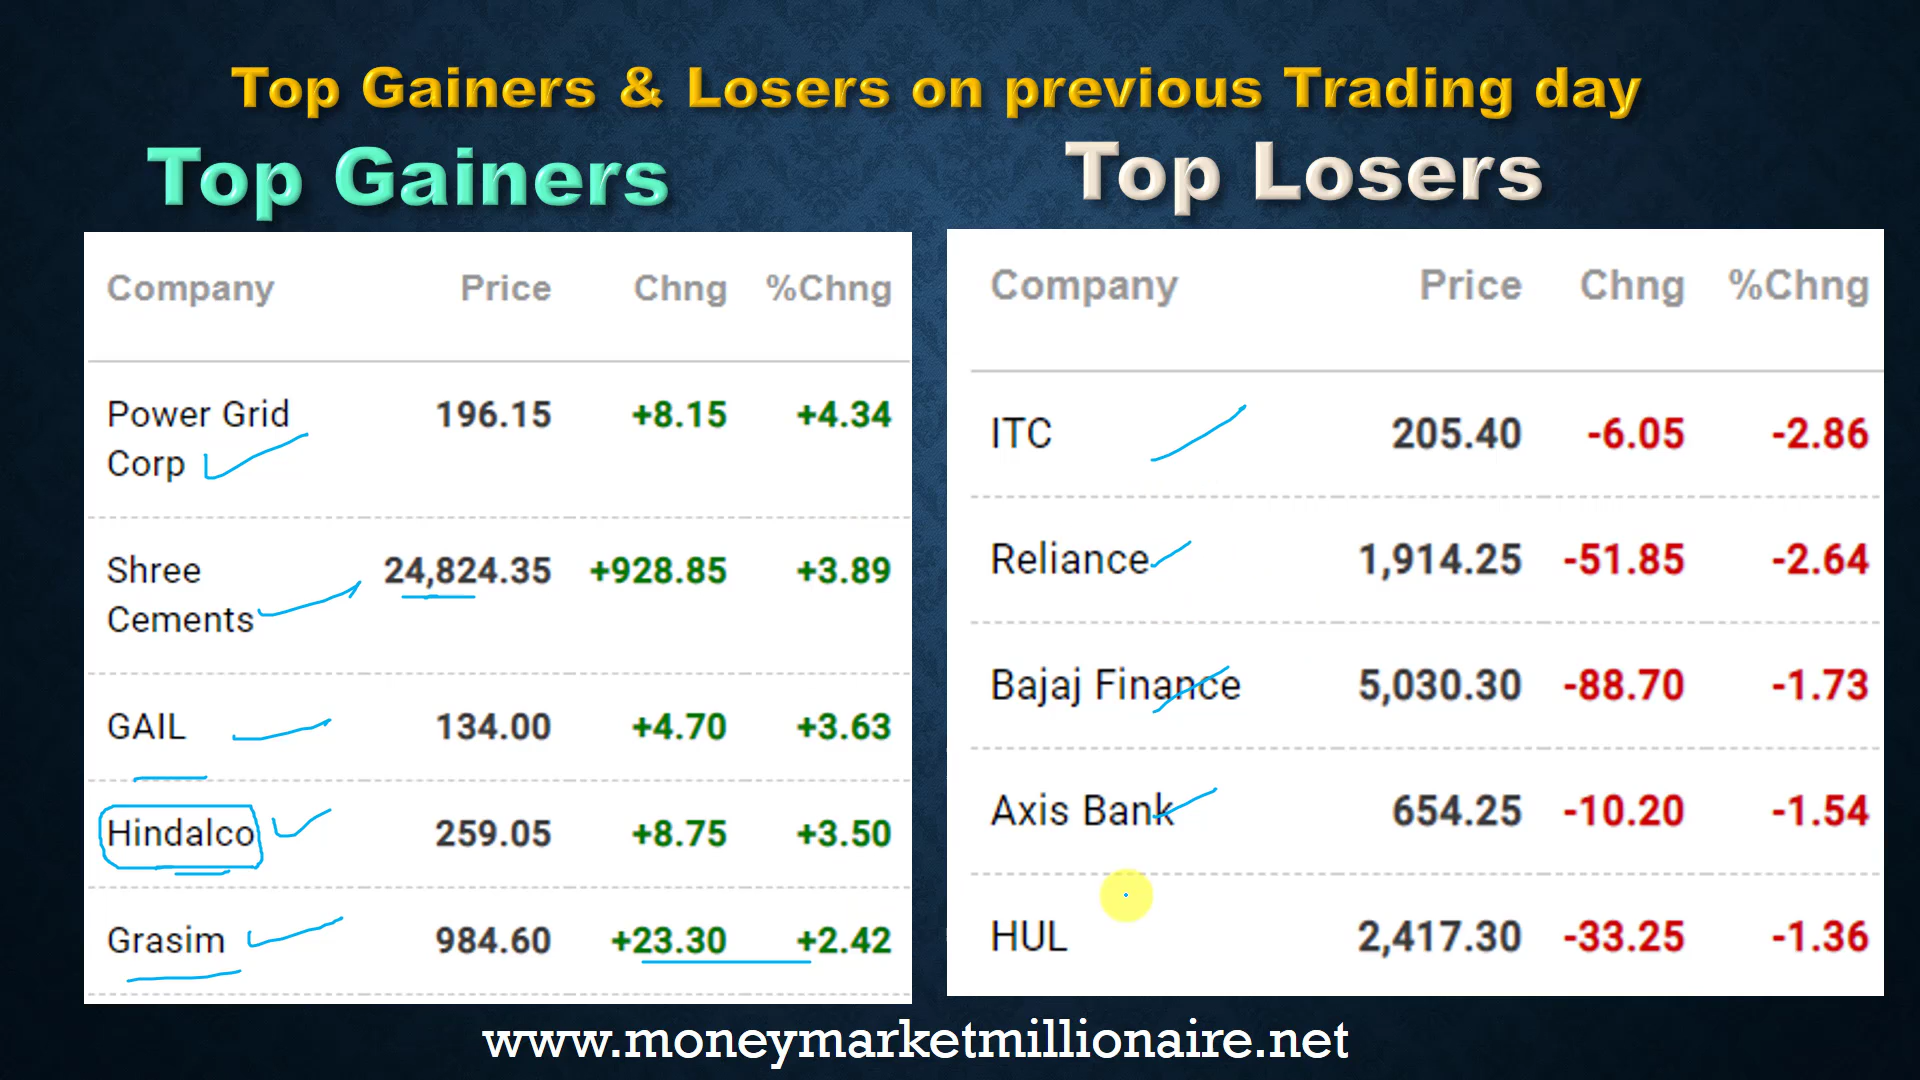 Top Gainers & Losers on previous Trading day
Top Gainers
Company Price Chng %Chng
Power Grid
Corp 196.15 +8.15 +4.34
Shree
Cements 24,824.35 +928.85 +3.89
GAIL 134.00 +4.70 +3.63
Hindalco 259.05 +8.75 +3.50
Grasim 984.60 +23.30 +2.42
Top Losers
Company Price Chng %Chng
ITC 205.40 -6.05 -2.86
Reliance 1,914.25 -51.85 -2.64
Bajaj Finance 5,030.30 -88.70 -1.73
Axis Bank 654.25 -10.20 -1.54
HUL 2,417.30 -33.25 -1.36
www.moneymarketmillionaire.net